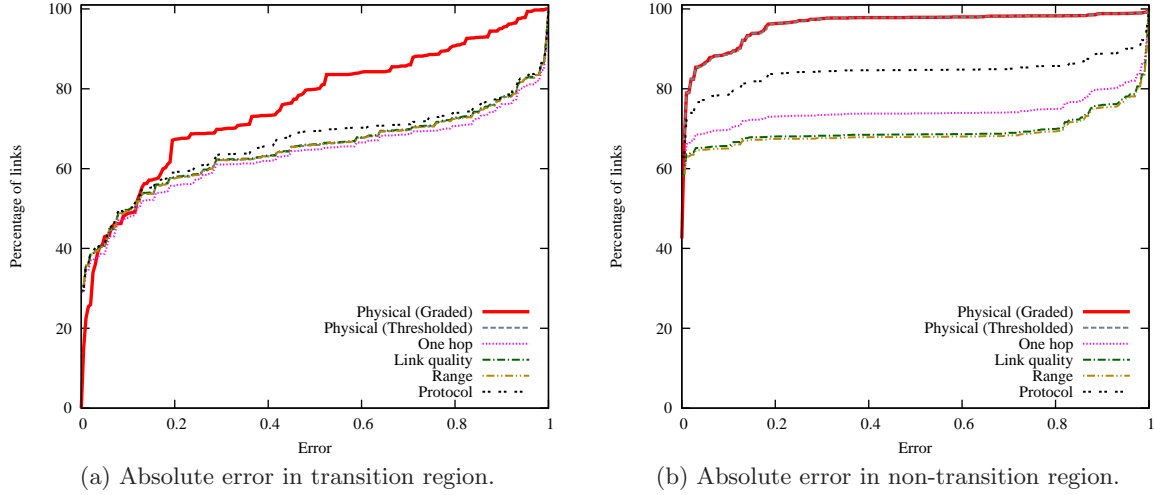 100
80
60
40
20
0
Percentage of links
0 0.2 0.4 0.6 0.8 1
Error
Physical (Graded)
Physical (Thresholded)
One hop
Link quality
Range
Protocol
(a) Absolute error in transition region.
100
80
60
40
20
0
Percentage of links
0 0.2 0.4 0.6 0.8 1
Error
Physical (Graded)
Physical (Thresholded)
One hop
Link quality
Range
Protocol
(b) Absolute error in non-transition region.